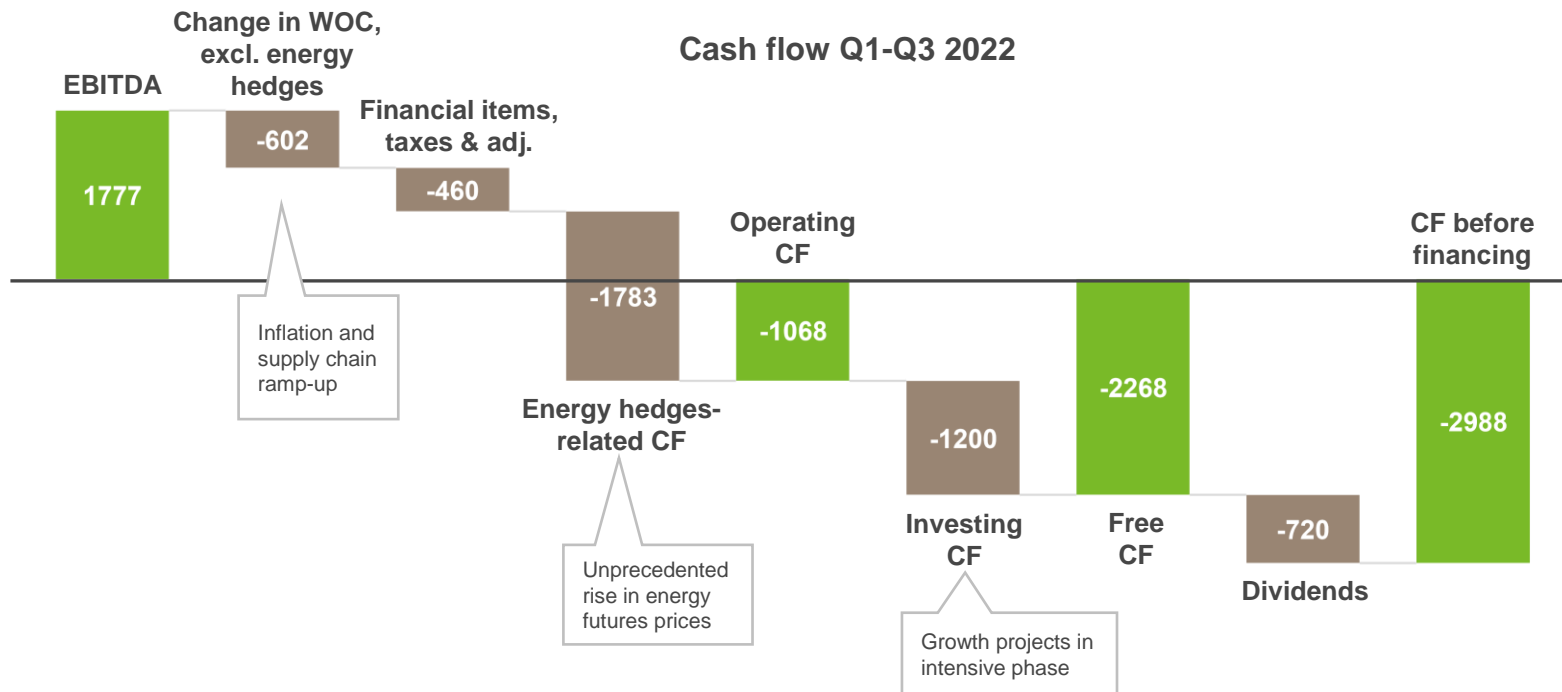 Cash flow Q1-Q3 2022
EBITDA
1777
Change in WOC,
excl. energy
hedges
-602
Inflation and
supply chain
ramp-up
Financial items,
taxes & adj.
-460
-1783
Energy hedges-
related CF
Unprecedented
rise in energy
futures prices
Operating
CF
-1068
-1200
Investing
CF
Growth projects in
intensive phase
-2268
Free
CF
-720
Dividends
CF before
financing
-2988